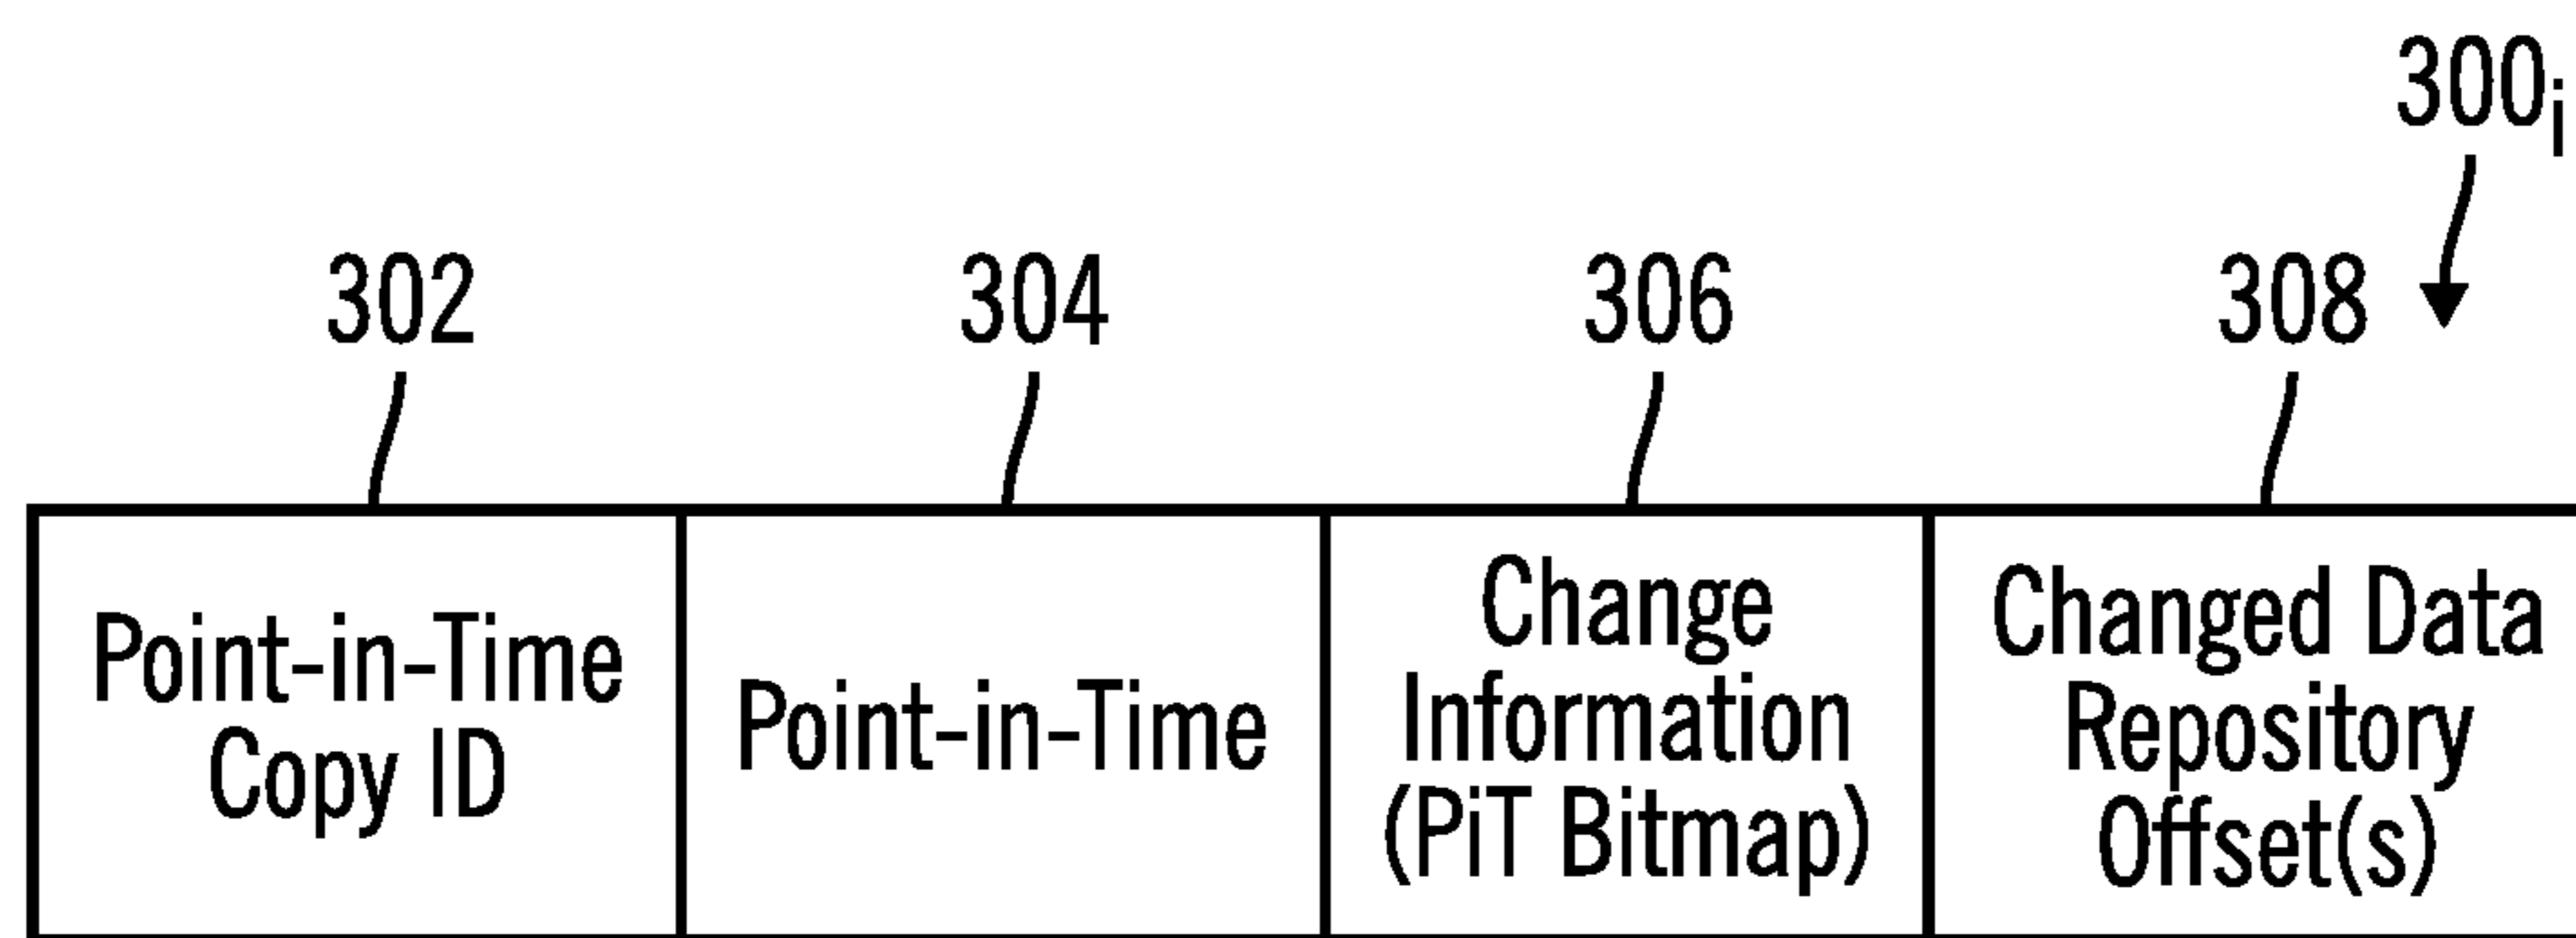 300i
302 304 306 308
Point-in-Time
Copy ID
Point-in-Time
Change
Information
(PiT Bitmap)
Changed Data
Repository
Offset(s)